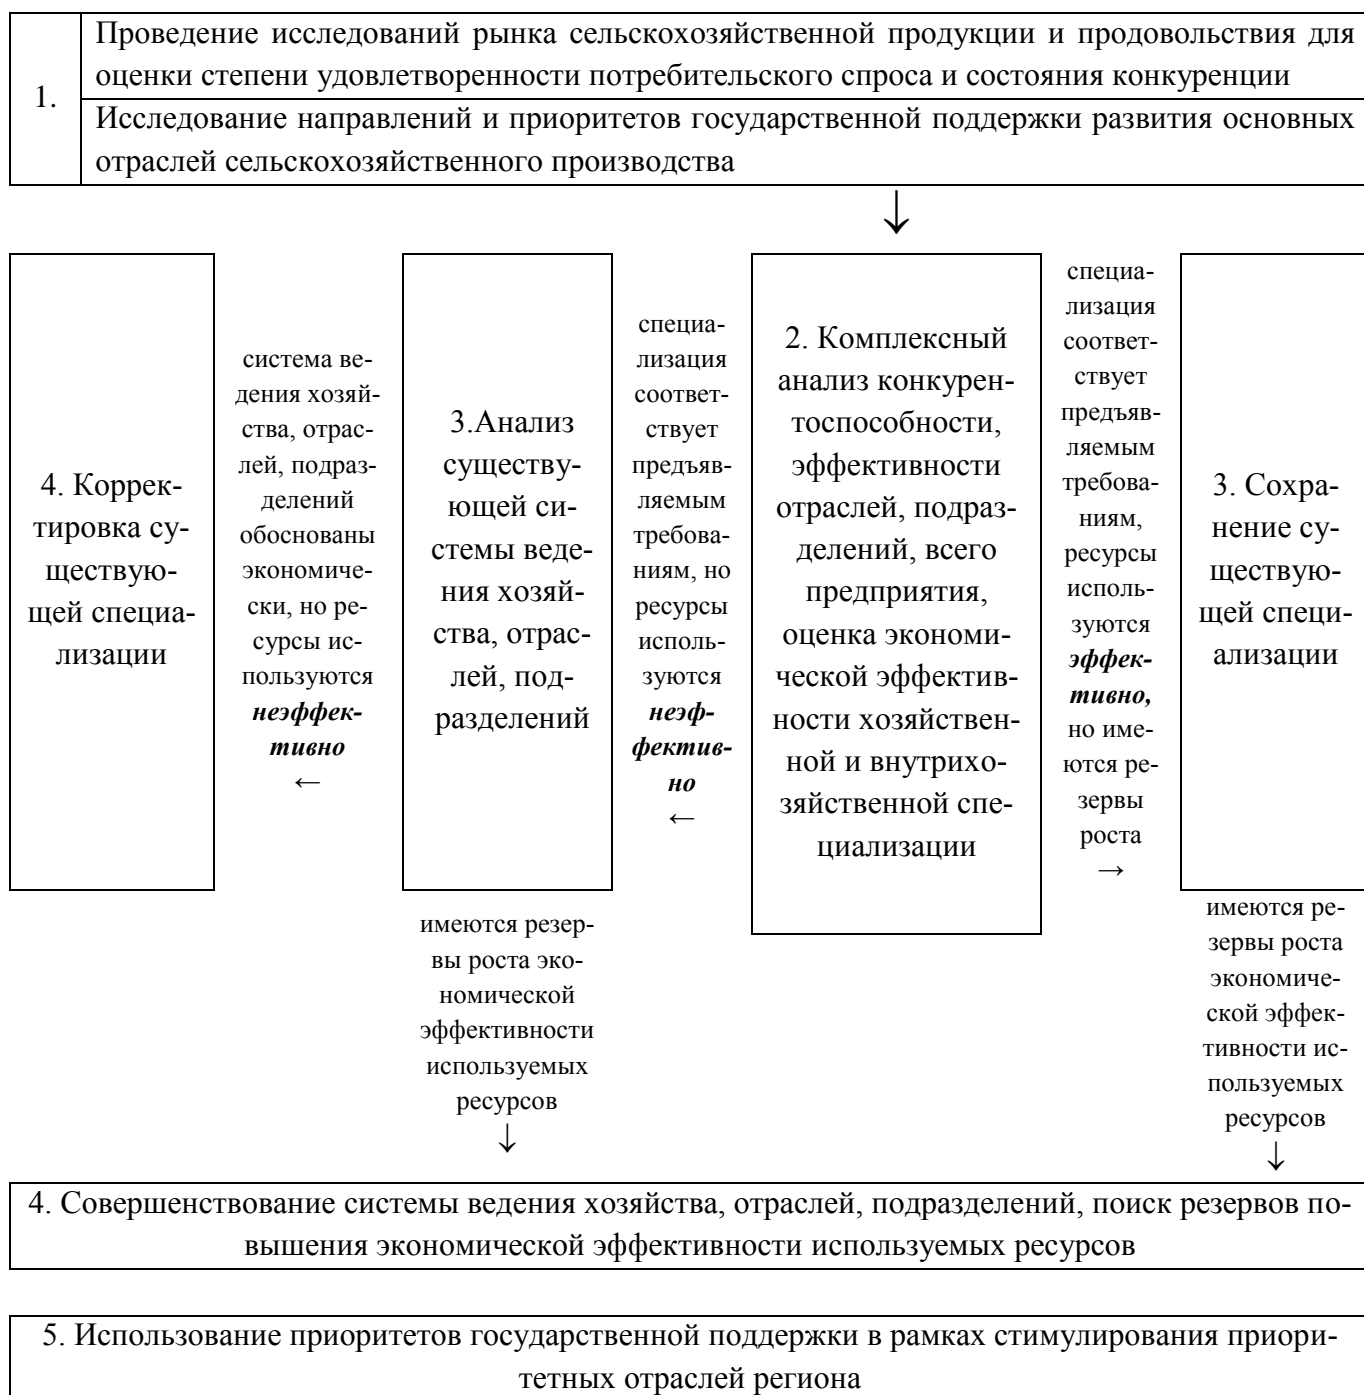 1.
Проведение исследований рынка сельскохозяйственной продукции и продовольствия для
оценки степени удовлетворенности потребительского спроса и состояния конкуренции
Исследование направлений и приоритетов государственной поддержки развития основных
отраслей сельскохозяйственного производства
↓
4. Коррек-
тировка су-
ществую-
щей специа-
лизации
система ве-
дения хозяй-
ства, отрас-
лей, подраз-
делений
обоснованы
экономиче-
ски, но ре-
сурсы ис-
пользуются
неэффек-
тивно
←
3.Анализ
существу-
ющей си-
стемы веде-
ния хозяй-
ства, отрас-
лей, под-
разделений
специа-
лизация
соответ-
ствует
предъяв-
ляемым
требова-
ниям, но
ресурсы
исполь-
зуются
неэф-
фектив-
но
←
2. Комплексный
анализ конкурен-
тоспособности,
эффективности
отраслей, подраз-
делений, всего
предприятия,
оценка экономи-
ческой эффектив-
ности хозяйствен-
ной и внутрихо-
зяйственной спе-
циализации
специа-
лизация
соответ-
ствует
предъяв-
ляемым
требова-
ниям,
ресурсы
исполь-
зуются
эффек-
тивно,
но име-
ются ре-
зервы
роста
→
3. Сохра-
нение су-
ществую-
щей специ-
ализации
имеются резер-
вы роста эко-
номической
эффективности
используемых
ресурсов
↓
имеются ре-
зервы роста
экономиче-
ской эффек-
тивности ис-
пользуемых
ресурсов
↓
4. Совершенствование системы ведения хозяйства, отраслей, подразделений, поиск резервов по-
вышения экономической эффективности используемых ресурсов
5. Использование приоритетов государственной поддержки в рамках стимулирования приори-
тетных отраслей региона